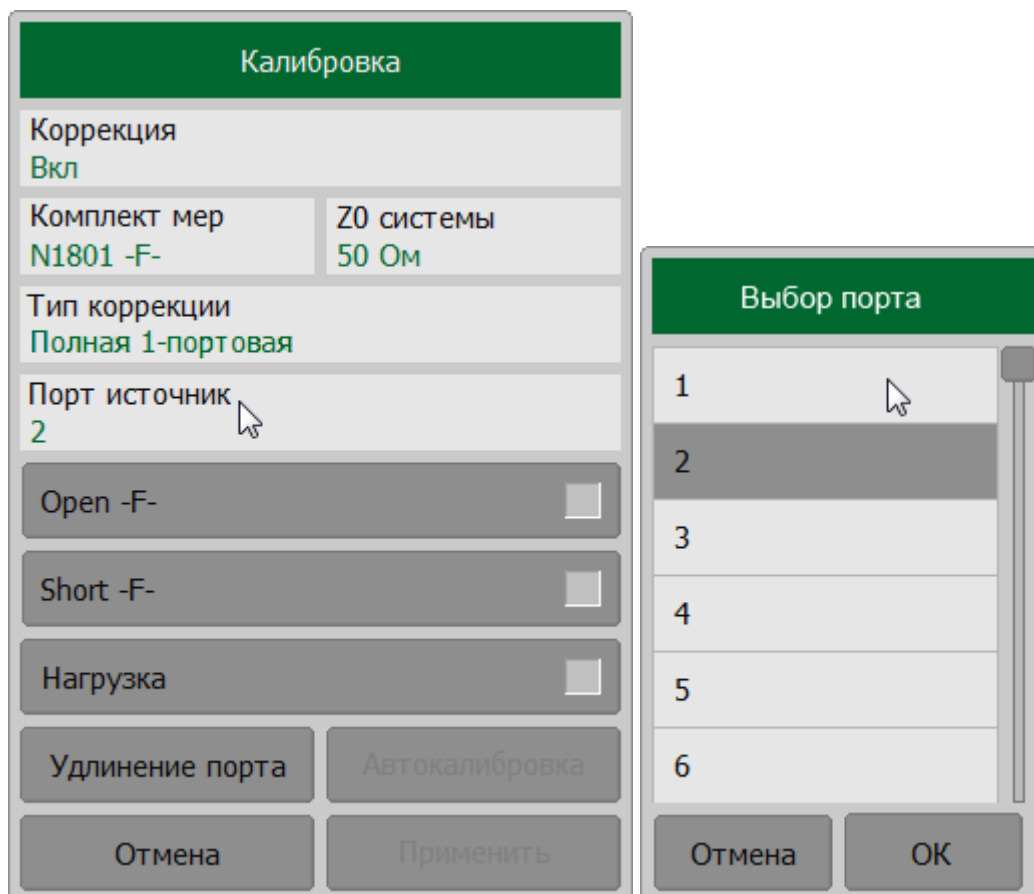 Калибровка
Коррекция
Вкл
Комплект мер
N1801 -F-
Z0 системы
50 Ом
Тип коррекции
Полная 1-портовая
Порт источник
2
Open -F-
Short -F-
Нагрузка
Удлинение порта
Автокалибровка
Отмена
Применить
Выбор порта
1
2
3
4
5
6
Отмена
ОК